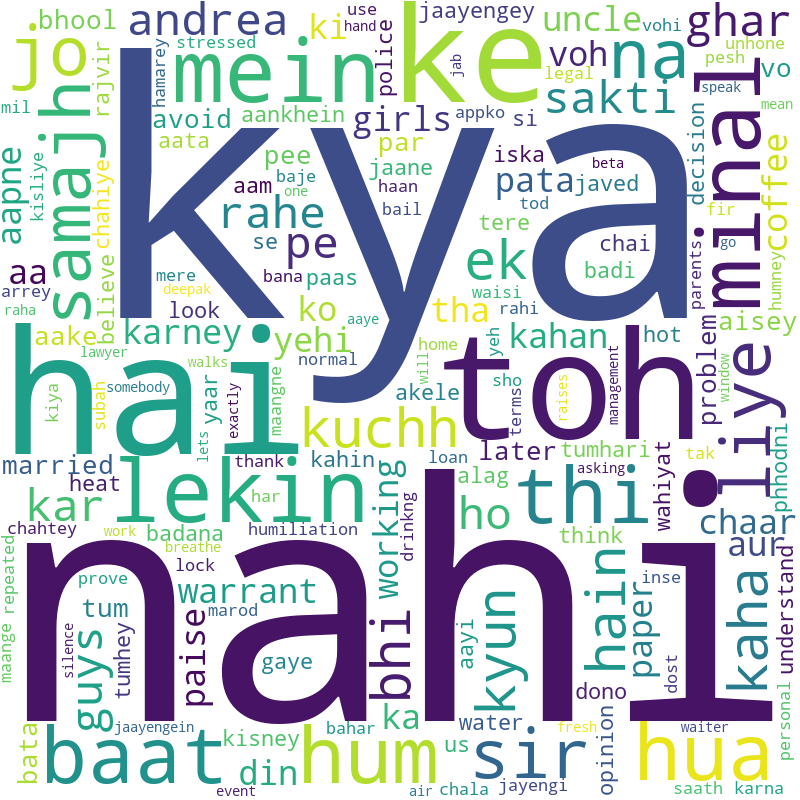 andrea
ki
use
hand
jaayengey
uncle
vohi
ghar
bhool
stressed
jo
mein
ke
police
jab
voh
legal
na
unhone
pesh
vo
mil
rajvir
hamarey
avoid
aankhein
appko
si
sakti
speak
mean
samajh
aata
girls
aapne
kisliye
chahiye
pee
baje
par
jaane
iska
pata
javed
decision
minal
coffee
aam
haan
tod
beta
fir
one
rahe
bail
tere
kya
aa
se
pe
ek
chai
go
arrey
believe
mere
bana
paas
waisi
badi
parents
humney
raha
deepak
look
ko
aaye
rahi
tha
aisey
aake
karney
yehi
normal
home
yeh
kahan
hot
problem
window
lawyer
walks
will
sho
hai
toh
liye
kiya
subah
somebody
yaar
maangne
akele
terms
raises
management
exactly
lets
kuchh
later
tumhari
tak
phhodni
married
thank
kahin
loan
alag
asking
wahiyat
heat
lekin
har
thi
kar
chahtey
badana
humiliation
working
drinkng
ho
chaar
work
breathe
think
aur
maange
repeated
prove
lock
nahi
warrant
marod
bhi
aayi
kyun
hain
paper
inse
kaha
understand
tum
guys
silence
tumhey
paise
gaye
dono
dost
personal
jaayengein
ka
water
opinion
fresh
waiter
bata
baat
kisney
bahar
us
din
hum
sir
hua
event
air
chala
jayengi
saath
karna